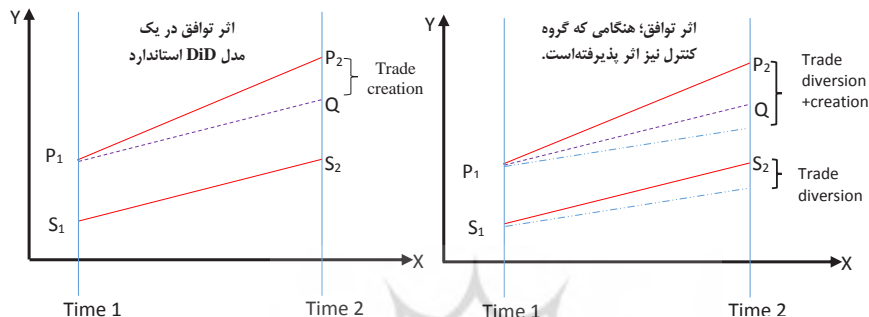 Y
اثر توافق در یک
مدل DiD استاندارد
P2
Trade
creation
Q
P1
S2
S1
X
Time 1
Time 2
Y
اثر توافق؛ هنگامی که گروه
کنترل نیز اثر پذیرفته‌است.
P2
Trade
diversion
+creation
Q
P1
S2
Trade
diversion
S1
X
Time 1
Time 2